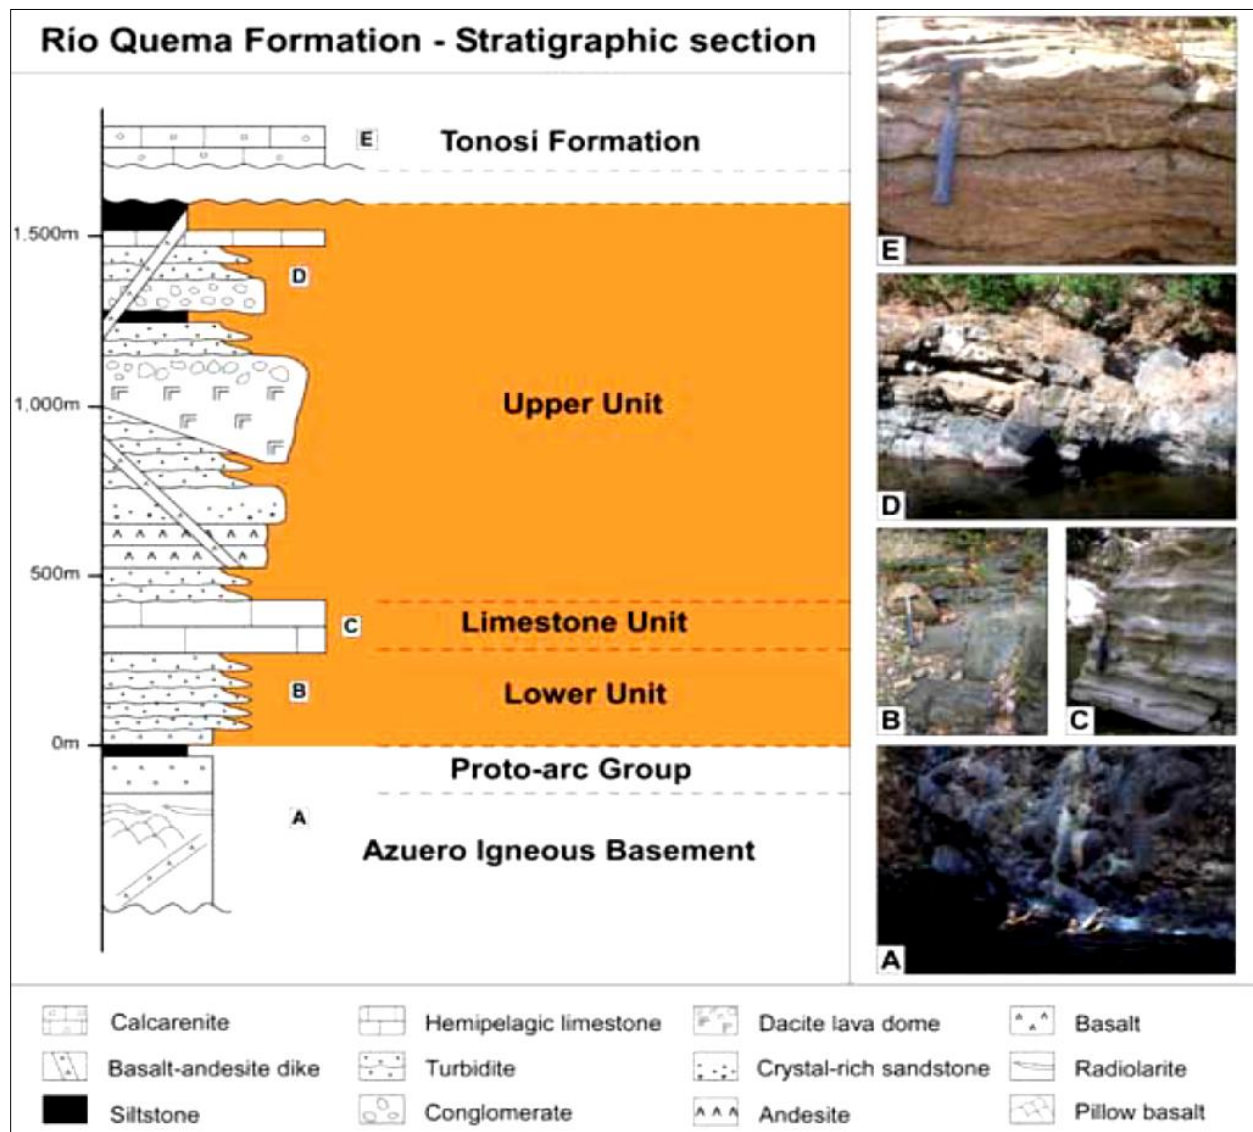 Río Quema Formation - Stratigraphic section
E
Tonosí Formation
1.500m
D
1.000m
Upper Unit
500m
Limestone Unit
C
B
Lower Unit
0m
Proto-arc Group
A
Azuero Igneous Basement
E
D
B
C
A
Calcarenite
Hemipelagic limestone
Dacite lava dome
Basalt
Basalt-andesite dike
Turbidite
Crystal-rich sandstone
Radiolarite
Siltstone
Conglomerate
Andesite
Pillow basalt